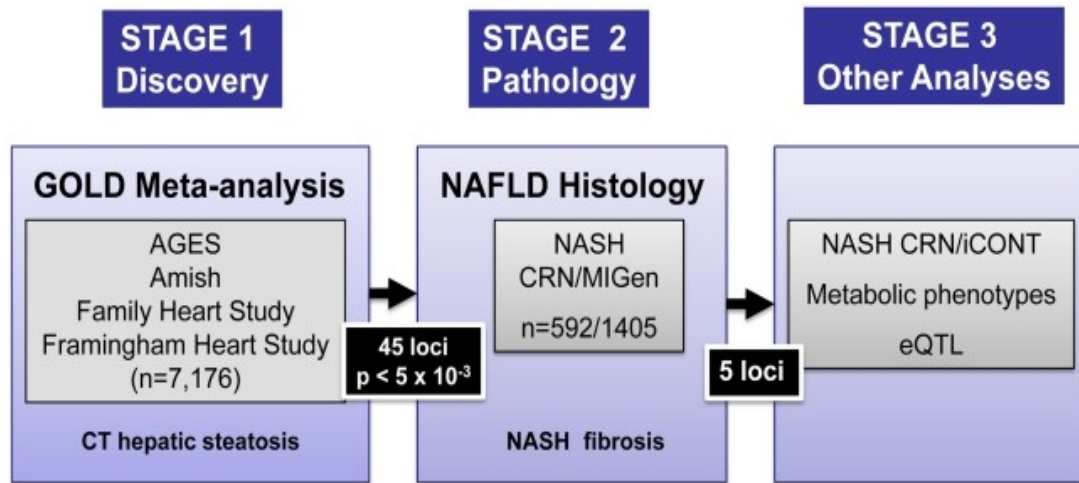 STAGE 1
Discovery
STAGE 2
Pathology
STAGE 3
Other Analyses
GOLD Meta-analysis
AGES
Amish
Family Heart Study
Framingham Heart Study
(n=7,176)
CT hepatic steatosis
45 loci
p < 5 x 10⁻³
NAFLD Histology
NASH
CRN/MIGen
n=592/1405
NASH fibrosis
5 loci
NASH CRN/iCONT
Metabolic phenotypes
eQTL